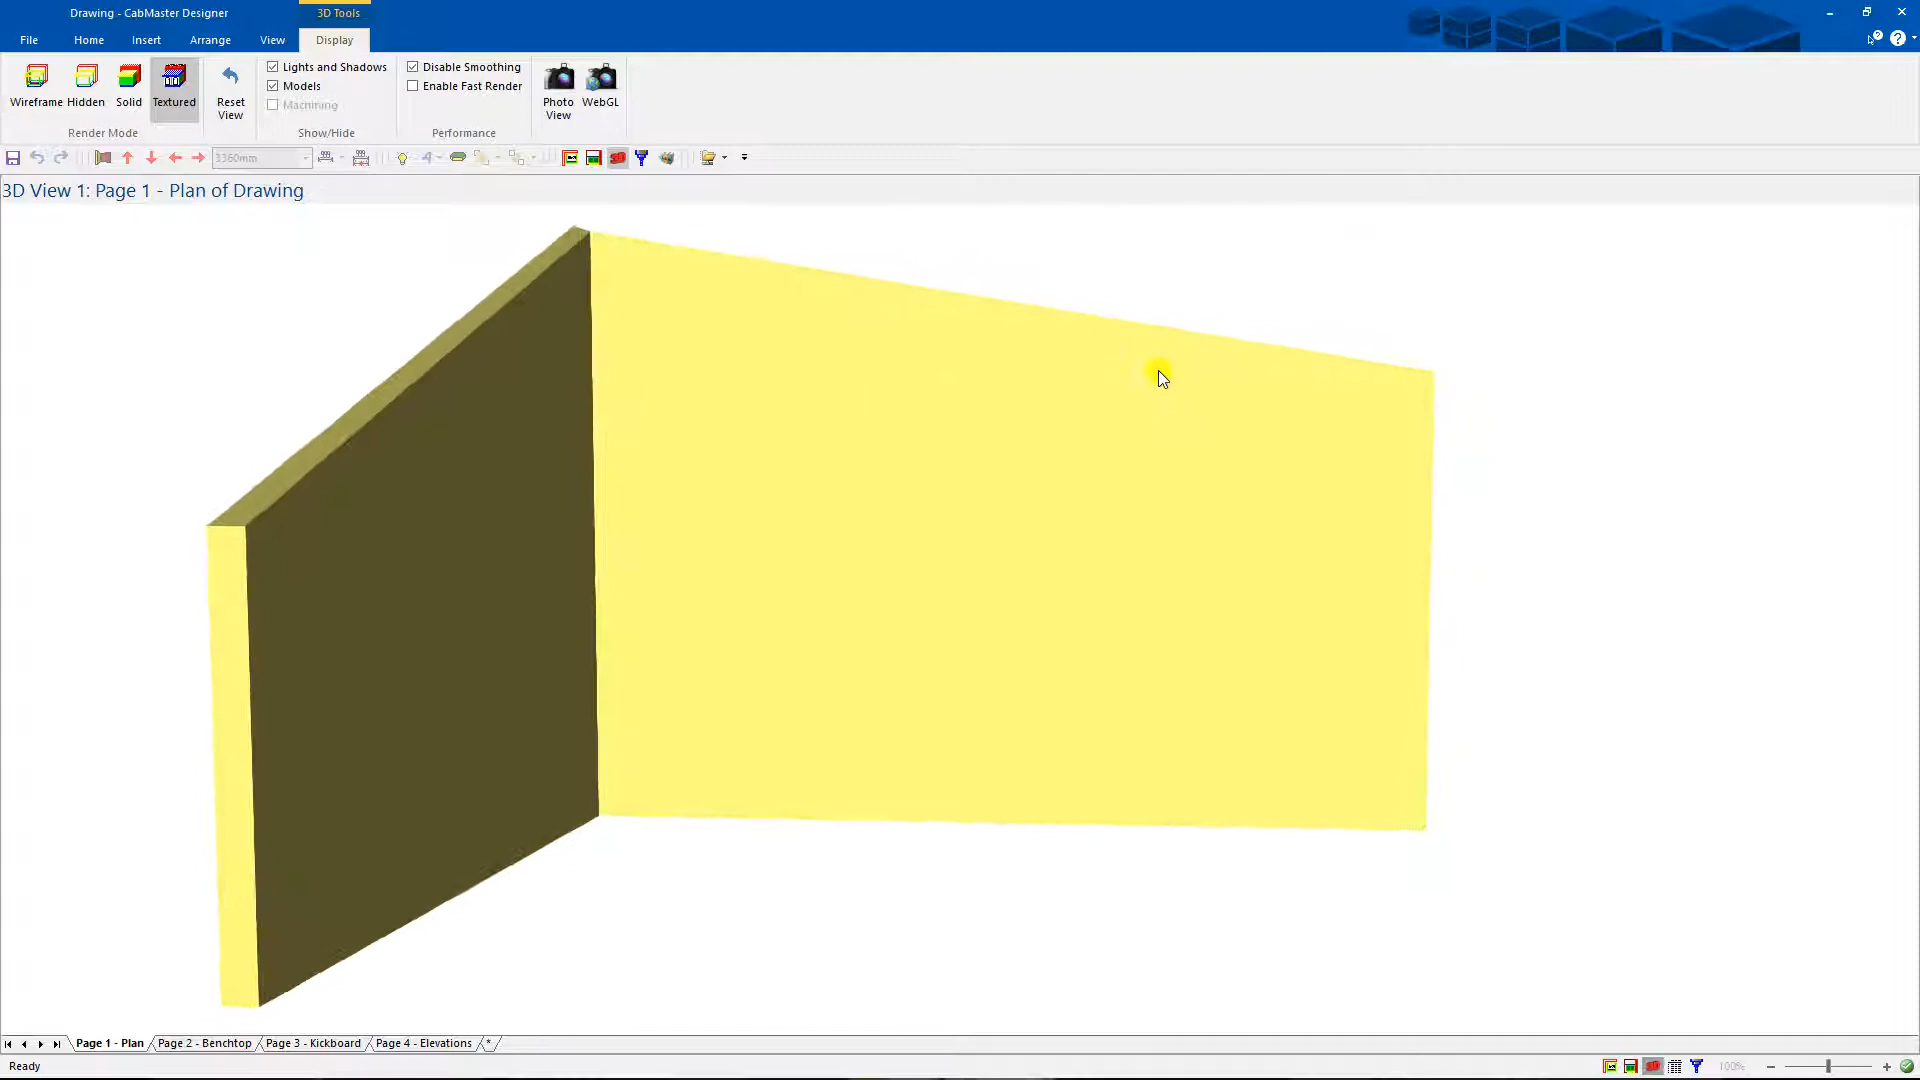 Drawing - CabMaster Designer
3D Tools
File
Home
Insert
Arrange
View
Display
Wireframe
Hidden
Solid
Textured
Render Mode
Reset
View
Lights and Shadows
Models
Machining
Show/Hide
Disable Smoothing
Enable Fast Render
Performance
Photo
View
WebGL
3360mm
3D View 1: Page 1 - Plan of Drawing
Page 1 - Plan
Page 2 - Benchtop
Page 3 - Kickboard
Page 4 - Elevations
*
Ready
100%